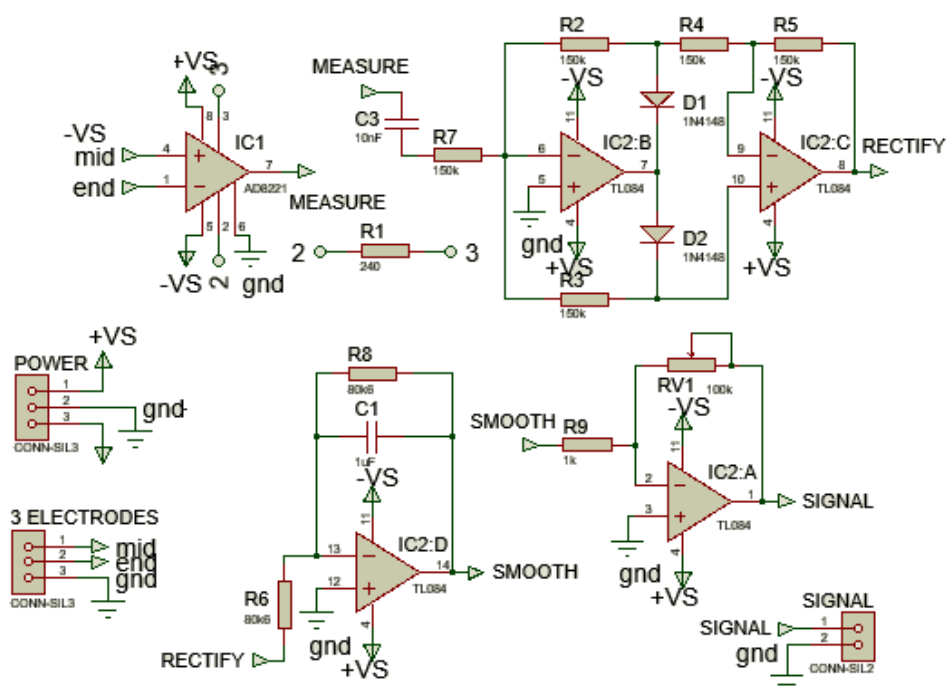 +VS
3
8
3
-VS
mid
4
IC1
7
end
1
AD8221
5
2
6
-VS
2
gnd
MEASURE
C3
10nF
R7
150k
MEASURE
R1
2
3
240
R2
150k
R4
150k
R5
150k
-VS
-VS
11
11
D1
1N4148
6
IC2:B
7
5
TL084
gnd
4
+VS
9
IC2:C
8
RECTIFY
10
TL084
4
+VS
D2
1N4148
R3
150k
+VS
POWER
1
2
gnd
3
CONN-SIL3
3 ELECTRODES
1
mid
2
end
3
gnd
CONN-SIL3
R8
80k6
C1
1uF
-VS
11
13
IC2:D
14
SMOOTH
12
TL084
R6
80k6
gnd
4
+VS
RECTIFY
RV1
100k
-VS
SMOOTH
R9
1k
11
2
IC2:A
1
SIGNAL
3
TL084
gnd
4
+VS
SIGNAL
SIGNAL
1
gnd
2
CONN-SIL2